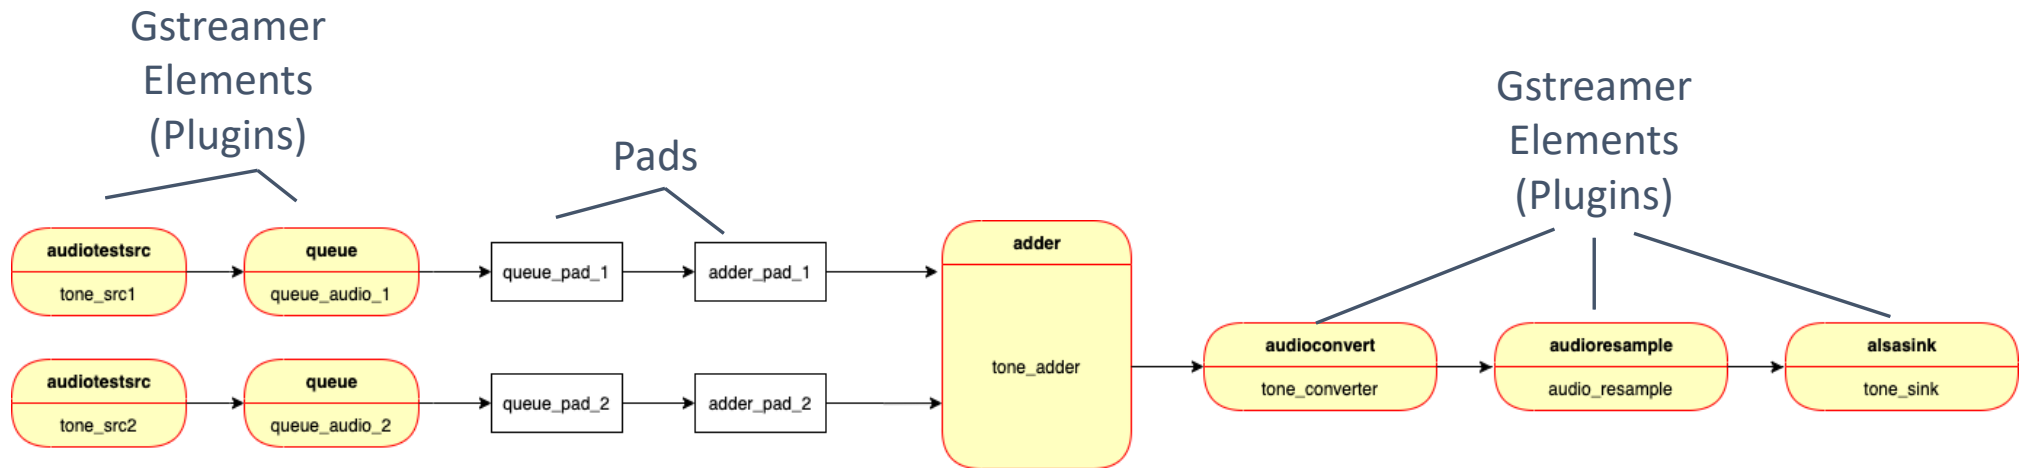 Gstreamer
Elements
(Plugins)
Pads
Gstreamer
Elements
(Plugins)
audiotestsrc
tone_src1
queue
queue_audio_1
queue_pad_1
adder_pad_1
audiotestsrc
tone_src2
queue
queue_audio_2
queue_pad_2
adder_pad_2
adder
tone_adder
audioconvert
tone_converter
audioresample
audio_resample
alsasink
tone_sink